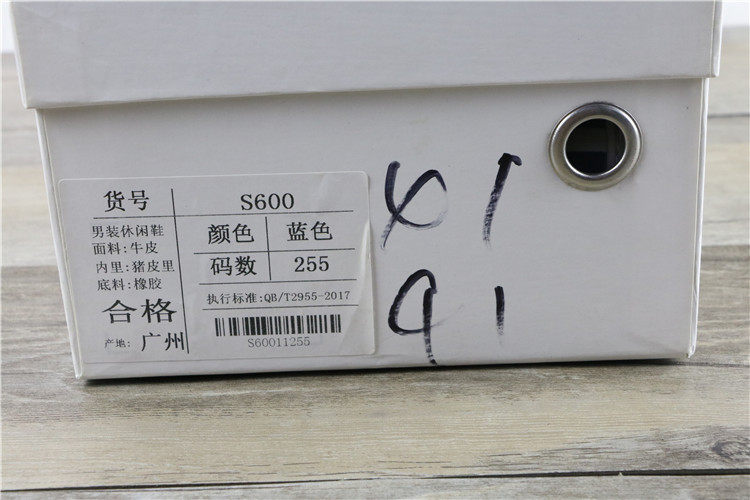 货号 S600
男装休闲鞋
面料:牛皮
内里:猪皮里
底料:橡胶
合格
产地: 广州
颜色 蓝色
码数 255
执行标准:QB/T2955-2017
S60011255
41
91